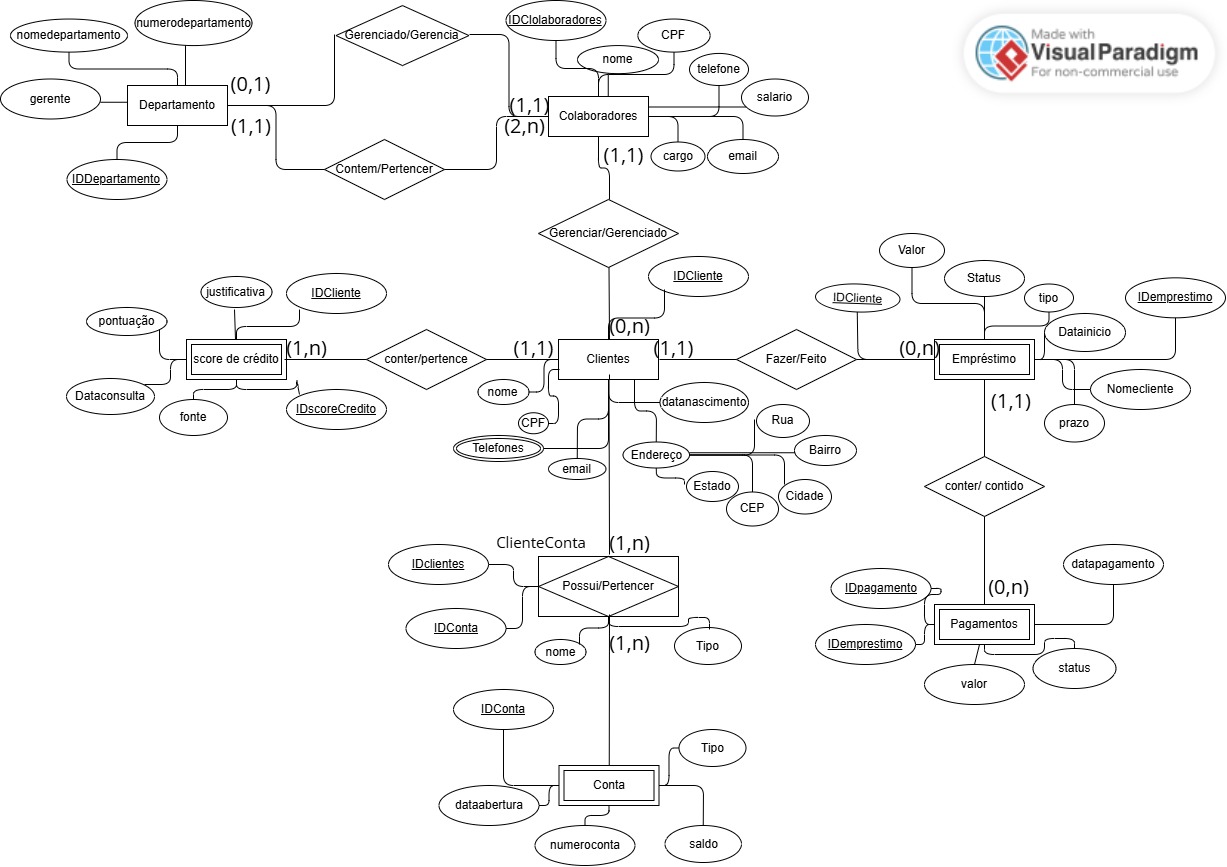 Made with
Visual Paradigm
For non-commercial use
nomedepartamento
numerodepartamento
gerente
Departamento
IDDepartamento
(0,1)
(1,1)
Gerenciado/Gerencia
Contem/Pertencer
(1,1)
(2,n)
IDClolaboradores
nome
CPF
telefone
salario
Colaboradores
cargo
email
(1,1)
Gerenciar/Gerenciado
IDCliente
(0,n)
justificativa
IDCliente
pontuação
score de crédito
(1,n)
Dataconsulta
fonte
IDscoreCredito
conter/pertence
(1,1)
Clientes
(1,1)
nome
CPF
Telefones
email
datanascimento
Endereço
Rua
Bairro
Estado
CEP
Cidade
Fazer/Feito
(0,n)
Valor
Status
IDCliente
tipo
IDemprestimo
Datainicio
Empréstimo
Nomecliente
prazo
(1,1)
conter/ contido
(0,n)
IDpagamento
datapagamento
Pagamentos
IDemprestimo
valor
status
ClienteConta
(1,n)
IDclientes
Possui/Pertencer
IDConta
nome
(1,n)
Tipo
IDConta
Tipo
Conta
dataabertura
numeroconta
saldo